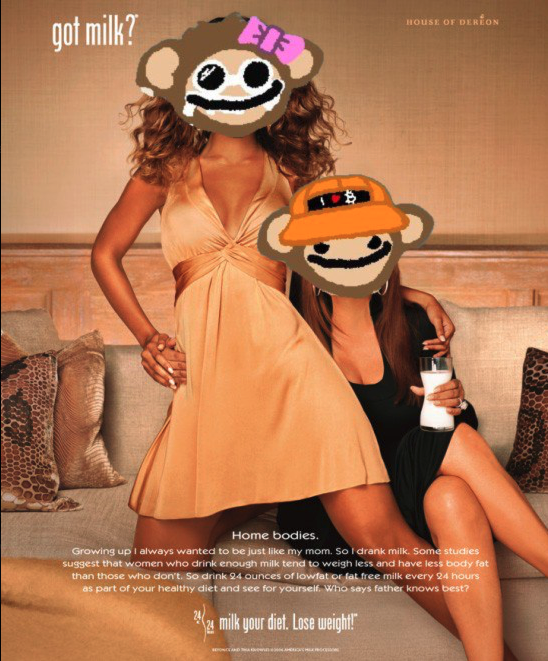 got milk?®
HOUSE OF DERÉON
I ♥ ₿
Home bodies.
Growing up I always wanted to be just like my mom. So I drank milk. Some studies
suggest that women who drink enough milk tend to weigh less and have less body fat
than those who don't. So drink 24 ounces of lowfat or fat free milk every 24 hours
as part of your healthy diet and see for yourself. Who says father knows best?
24 24 milk your diet. Lose weight!™